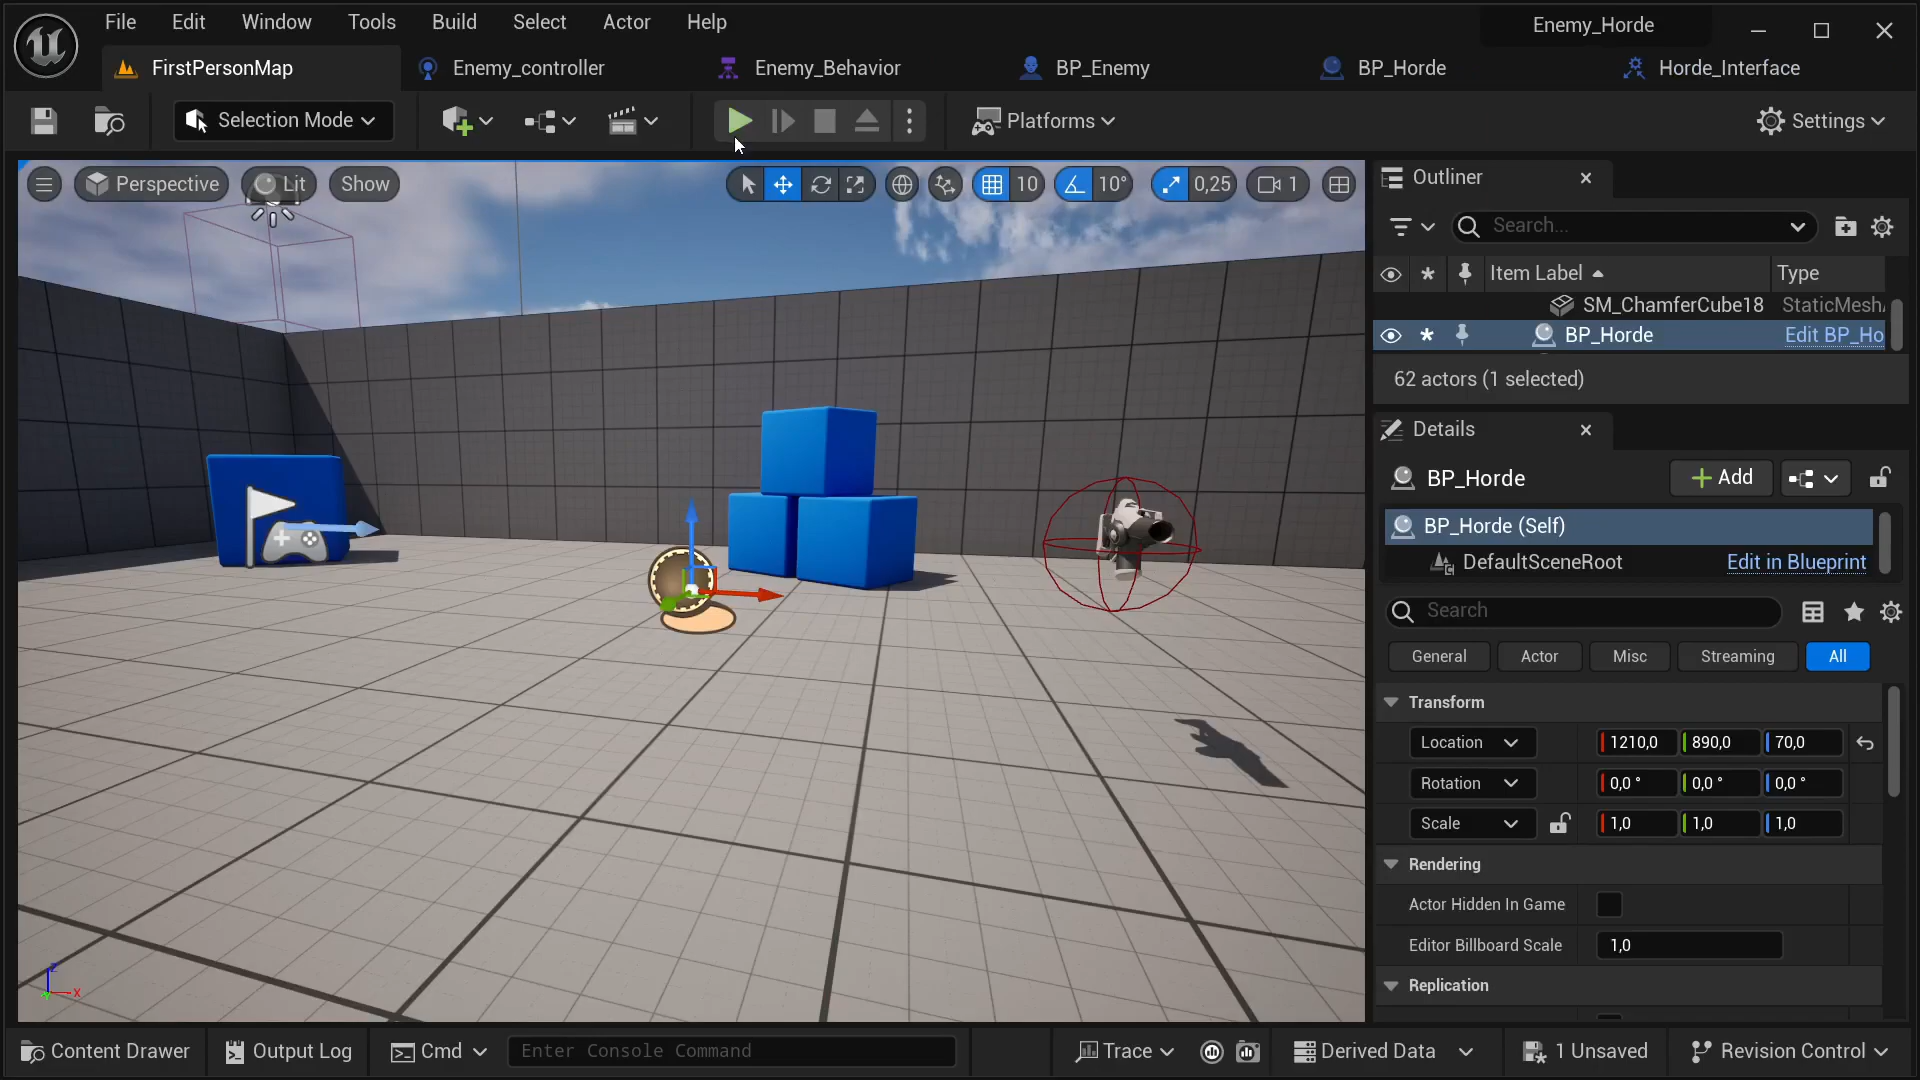 File Edit Window Tools Build Select Actor Help
Enemy_Horde
FirstPersonMap
Enemy_controller
Enemy_Behavior
BP_Enemy
BP_Horde
Horde_Interface
Selection Mode
Platforms
Settings
Perspective
Lit
Show
10
10°
0,25
1
Outliner
Search...
Item Label
Type
SM_ChamferCube18
StaticMesh
BP_Horde
Edit BP_Ho
62 actors (1 selected)
Details
BP_Horde
Add
BP_Horde (Self)
DefaultSceneRoot
Edit in Blueprint
Search
General
Actor
Misc
Streaming
All
Transform
Location
1210,0
890,0
70,0
Rotation
0,0 °
0,0 °
0,0 °
Scale
1,0
1,0
1,0
Rendering
Actor Hidden In Game
Editor Billboard Scale
1,0
Replication
Z
X
Y
Content Drawer
Output Log
Cmd
Enter Console Command
Trace
Derived Data
1 Unsaved
Revision Control